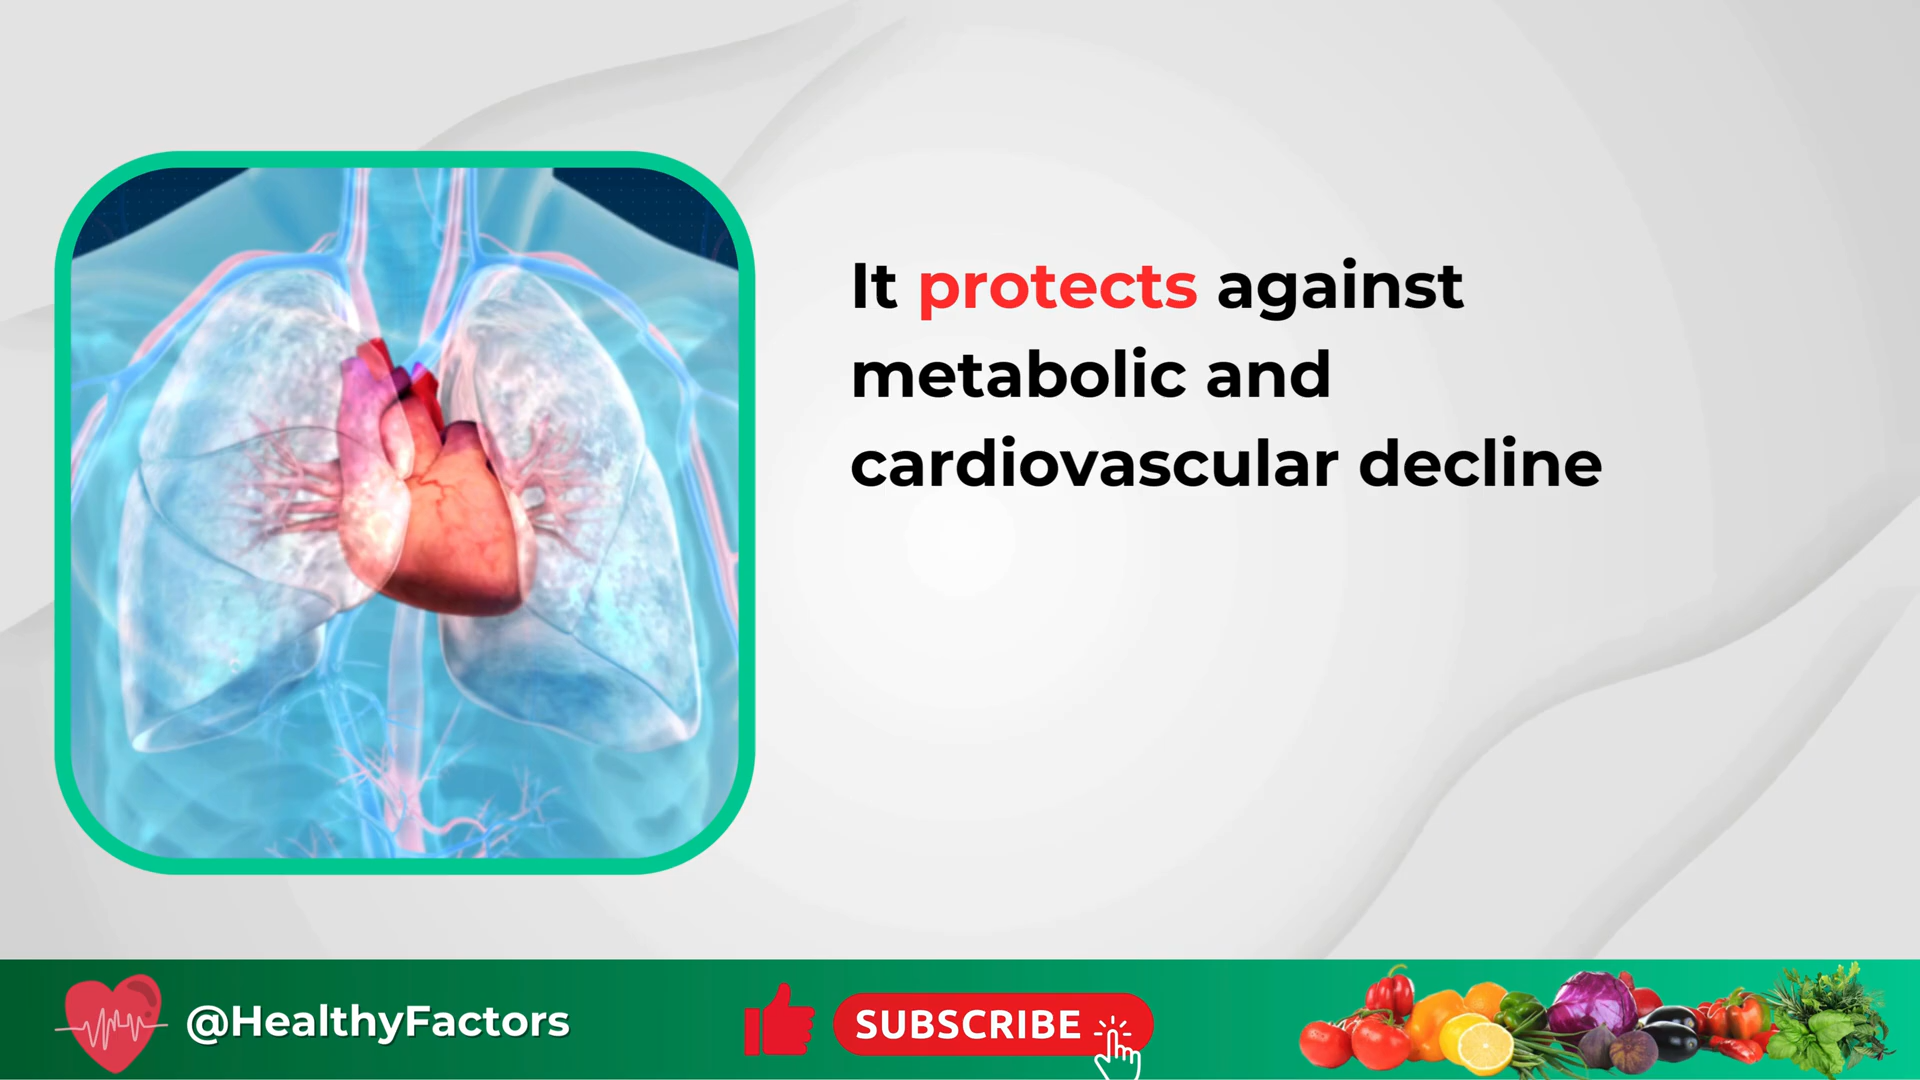 It protects against
metabolic and
cardiovascular decline
@HealthyFactors
SUBSCRIBE